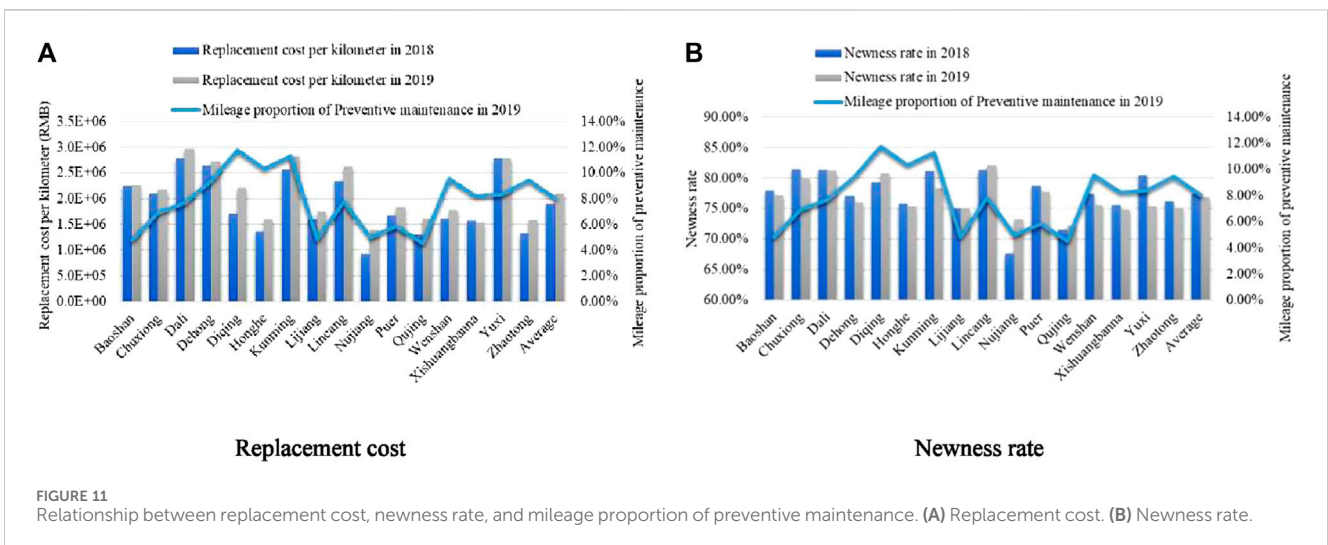 A
Replacement cost per kilometer in 2018
Replacement cost per kilometer in 2019
Mileage proportion of Preventive maintenance in 2019
Replacement cost per kilometer (RMB)
3.5E+06
3.0E+06
2.5E+06
2.0E+06
1.5E+06
1.0E+06
5.0E+05
0.0E+00
14.00%
12.00%
10.00%
8.00%
6.00%
4.00%
2.00%
0.00%
Mileage proportion of preventive maintenance
Baoshan
Chuxiong
Dali
Dehong
Diqing
Honghe
Kunming
Lijiang
Lincang
Nujiang
Puer
Qujing
Wenshan
Xishuangbanna
Yuxi
Zhaotong
Average
Replacement cost
B
Newness rate in 2018
Newness rate in 2019
Mileage proportion of Preventive maintenance in 2019
Newness rate
90.00%
85.00%
80.00%
75.00%
70.00%
65.00%
60.00%
14.00%
12.00%
10.00%
8.00%
6.00%
4.00%
2.00%
0.00%
Mileage proportion of preventive maintenance
Baoshan
Chuxiong
Dali
Dehong
Diqing
Honghe
Kunming
Lijiang
Lincang
Nujiang
Puer
Qujing
Wenshan
Xishuangbanna
Yuxi
Zhaotong
Average
Newness rate
FIGURE 11
Relationship between replacement cost, newness rate, and mileage proportion of preventive maintenance. (A) Replacement cost. (B) Newness rate.